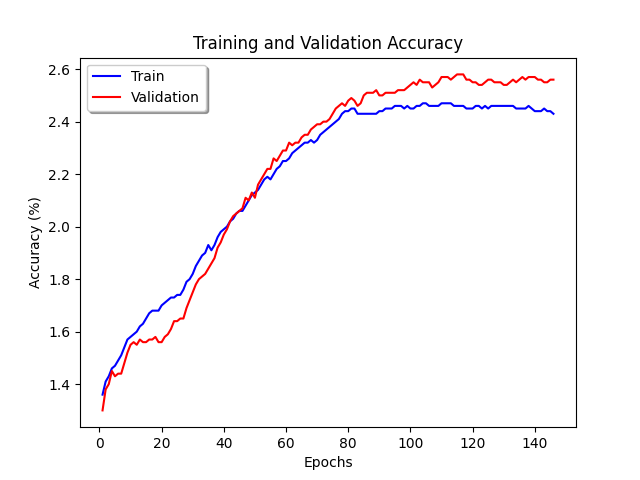 Training and Validation Accuracy
Train
Validation
2.6
2.4
2.2
2.0
1.8
1.6
1.4
Accuracy (%)
0 20 40 60 80 100 120 140
Epochs